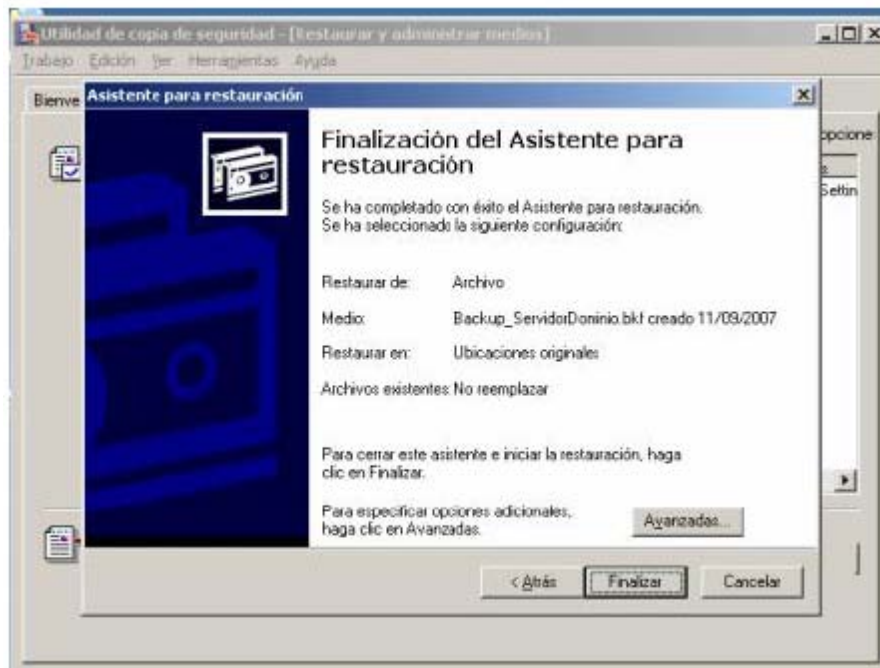 Utilidad de copia de seguridad - [Restaurar y administrar medios]
Trabajo Edición Ver Herramientas Ayuda
Bienve
Asistente para restauración
opcione
Settin
Finalización del Asistente para
restauración
Se ha completado con éxito el Asistente para restauración.
Se ha seleccionado la siguiente configuración:
Restaurar de: Archivo
Medio: Backup_ServidorDominio.bkf creado 11/09/2007
Restaurar en: Ubicaciones originales
Archivos existentes: No reemplazar
Para cerrar este asistente e iniciar la restauración, haga
clic en Finalizar.
Para especificar opciones adicionales,
haga clic en Avanzadas.
Avanzadas...
< Atrás Finalizar Cancelar